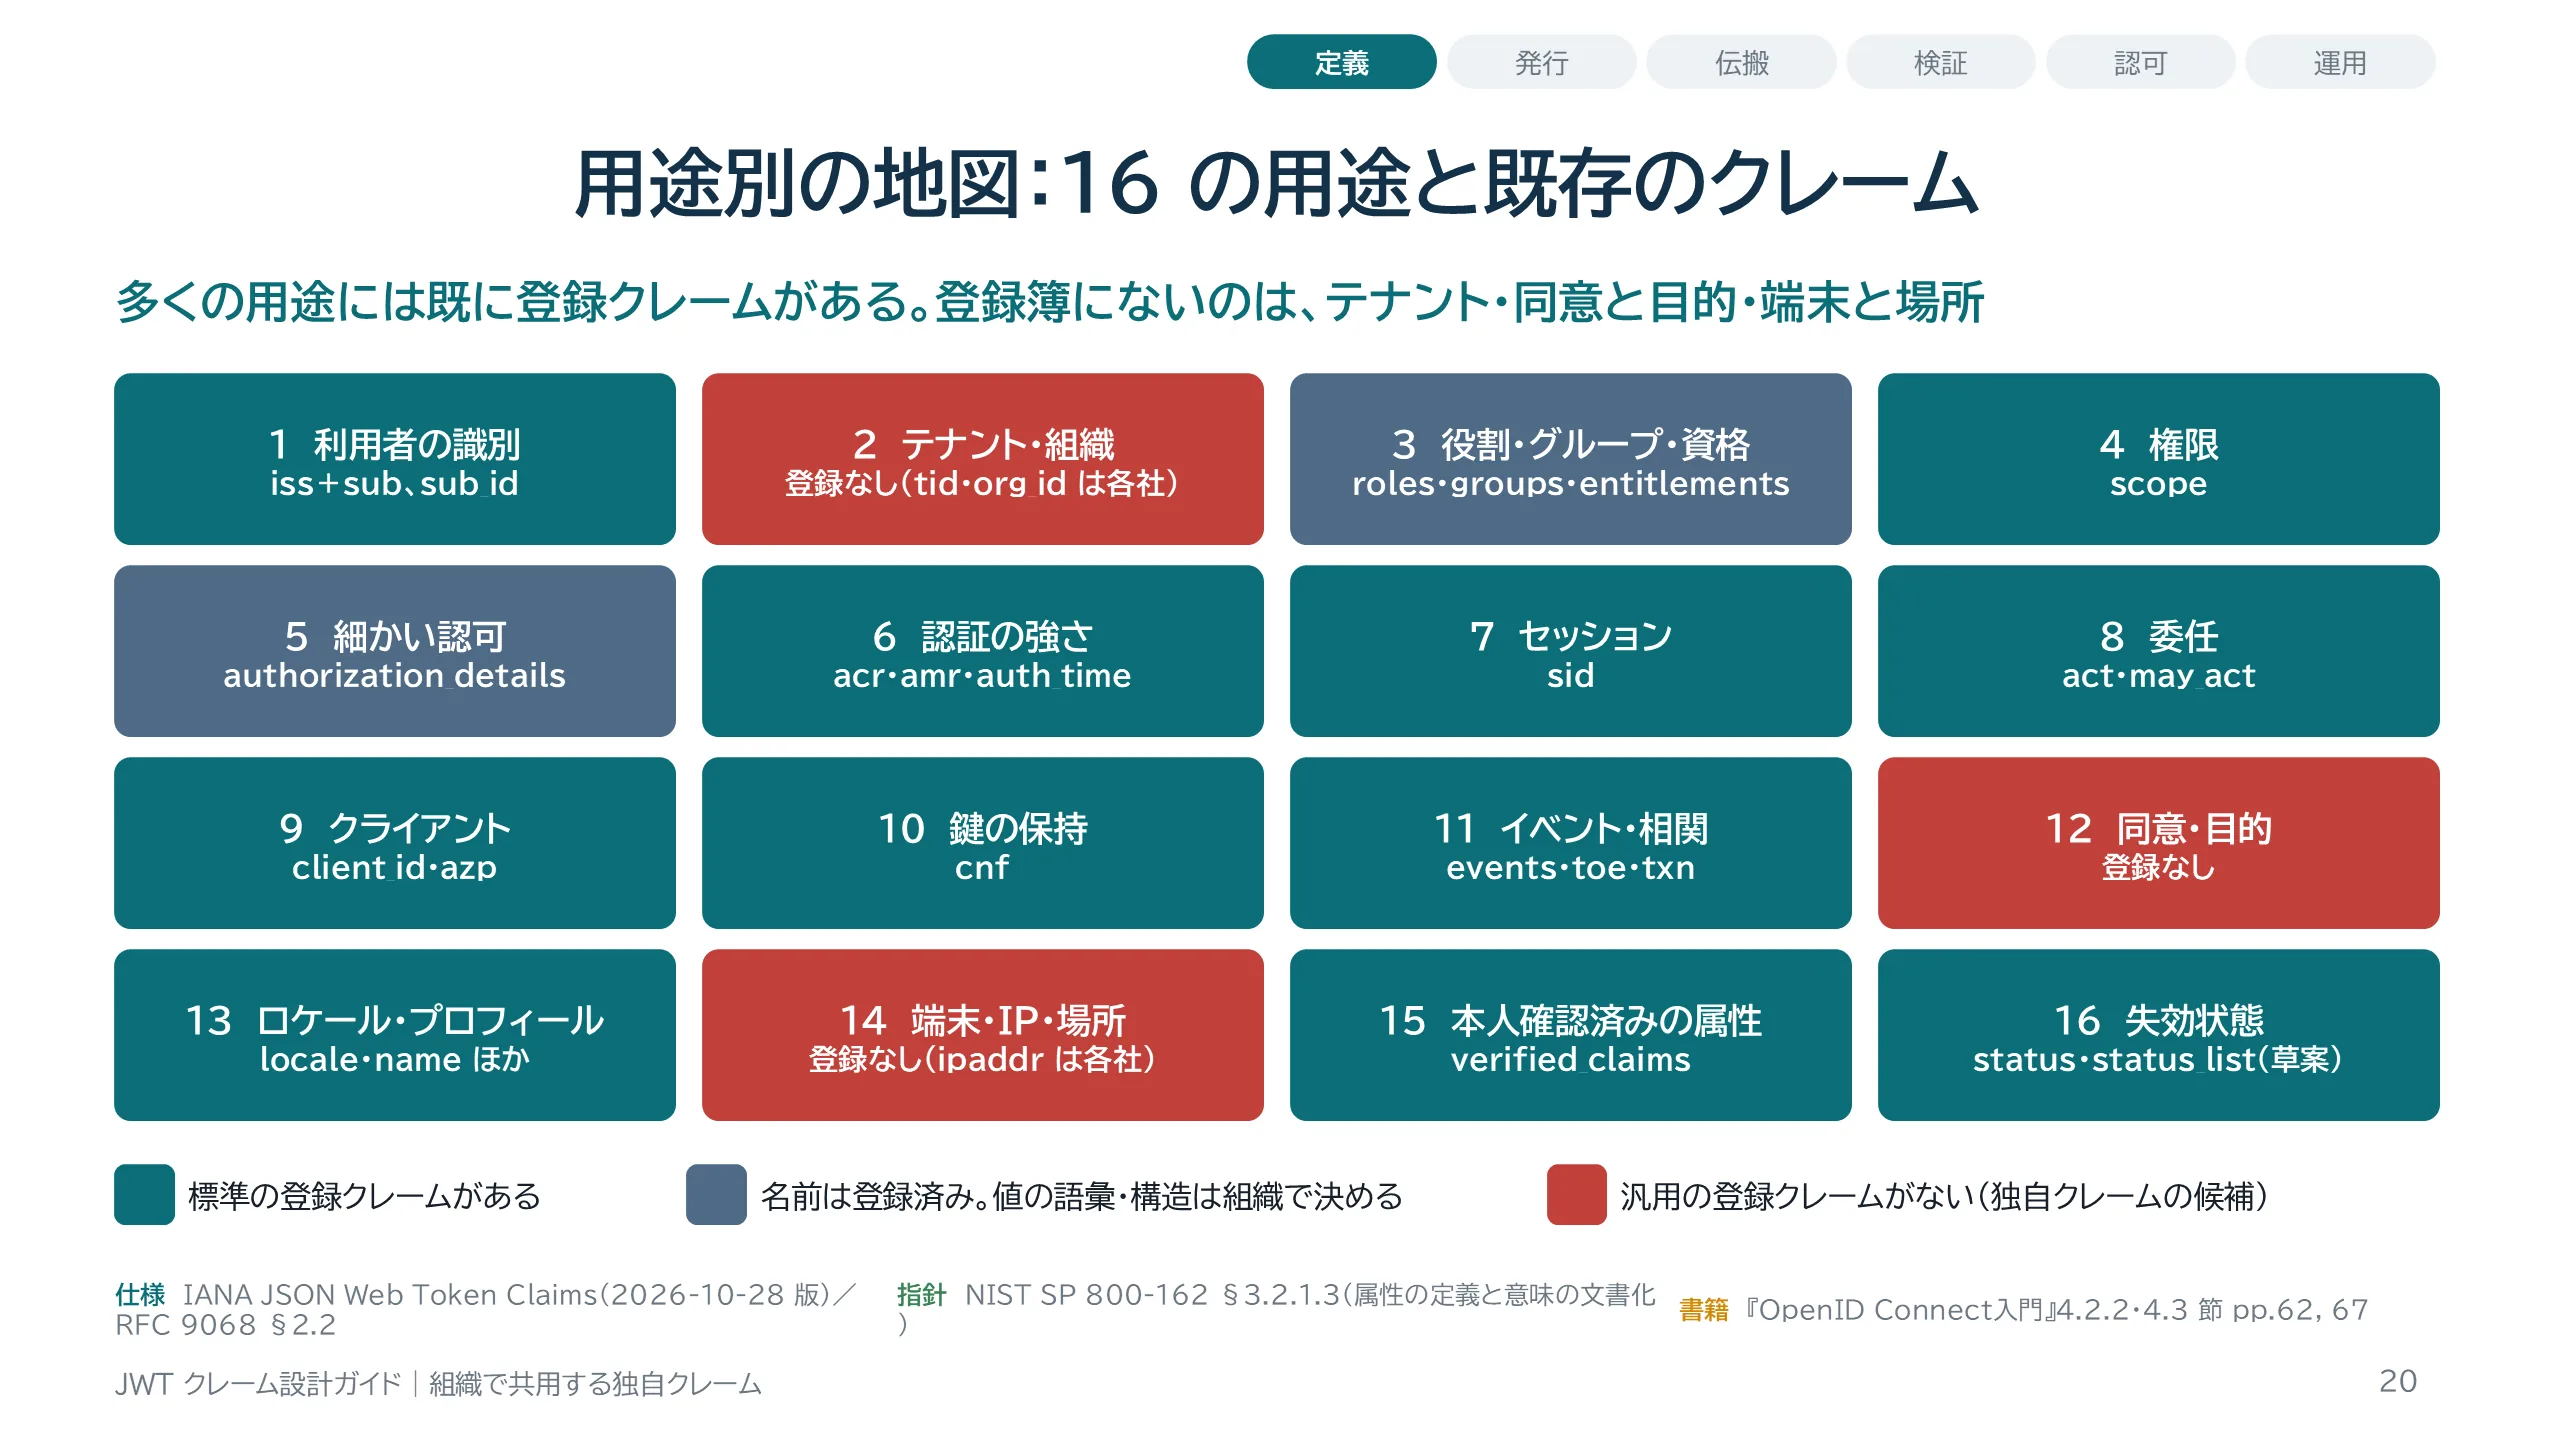 定義
発行
伝搬
検証
認可
運用
用途別の地図：16 の用途と既存のクレーム
多くの用途には既に登録クレームがある。登録簿にないのは、テナント・同意と目的・端末と場所
1 利用者の識別
iss＋sub、sub_id
2 テナント・組織
登録なし（tid・org_id は各社）
3 役割・グループ・資格
roles・groups・entitlements
4 権限
scope
5 細かい認可
authorization_details
6 認証の強さ
acr・amr・auth_time
7 セッション
sid
8 委任
act・may_act
9 クライアント
client_id・azp
10 鍵の保持
cnf
11 イベント・相関
events・toe・txn
12 同意・目的
登録なし
13 ロケール・プロフィール
locale・name ほか
14 端末・IP・場所
登録なし（ipaddr は各社）
15 本人確認済みの属性
verified_claims
16 失効状態
status・status_list（草案）
標準の登録クレームがある
名前は登録済み。値の語彙・構造は組織で決める
汎用の登録クレームがない（独自クレームの候補）
仕様 IANA JSON Web Token Claims（2026-10-28 版）／
RFC 9068 §2.2
指針 NIST SP 800-162 §3.2.1.3（属性の定義と意味の文書化
）
書籍 『OpenID Connect入門』4.2.2・4.3 節 pp.62, 67
JWT クレーム設計ガイド｜組織で共用する独自クレーム
20